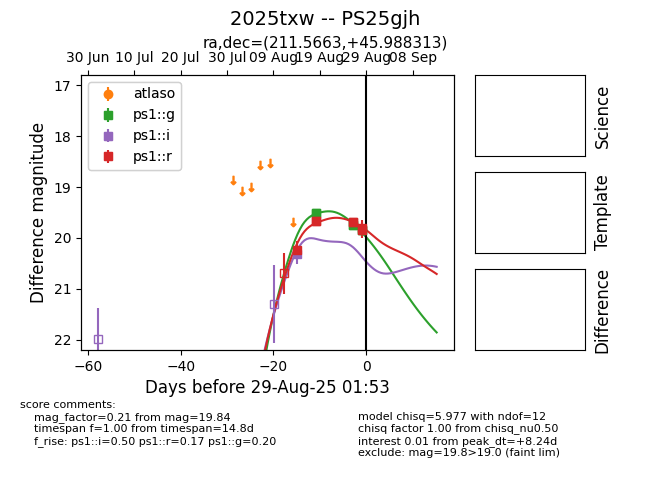 2025txw -- PS25gjh
ra,dec=(211.5663,+45.988313)
30 Jun 10 Jul 20 Jul 30 Jul 09 Aug 19 Aug 29 Aug 08 Sep
atlaso
ps1::g
ps1::i
ps1::r
17
18
19
20
21
22
Difference magnitude
−60 −40 −20 0
Days before 29-Aug-25 01:53
Science
Template
Difference
score comments:
mag_factor=0.21 from mag=19.84
timespan f=1.00 from timespan=14.8d
f_rise: ps1::i=0.50 ps1::r=0.17 ps1::g=0.20
model chisq=5.977 with ndof=12
chisq factor 1.00 from chisq_nu0.50
interest 0.01 from peak_dt=+8.24d
exclude: mag=19.8>19.0 (faint lim)